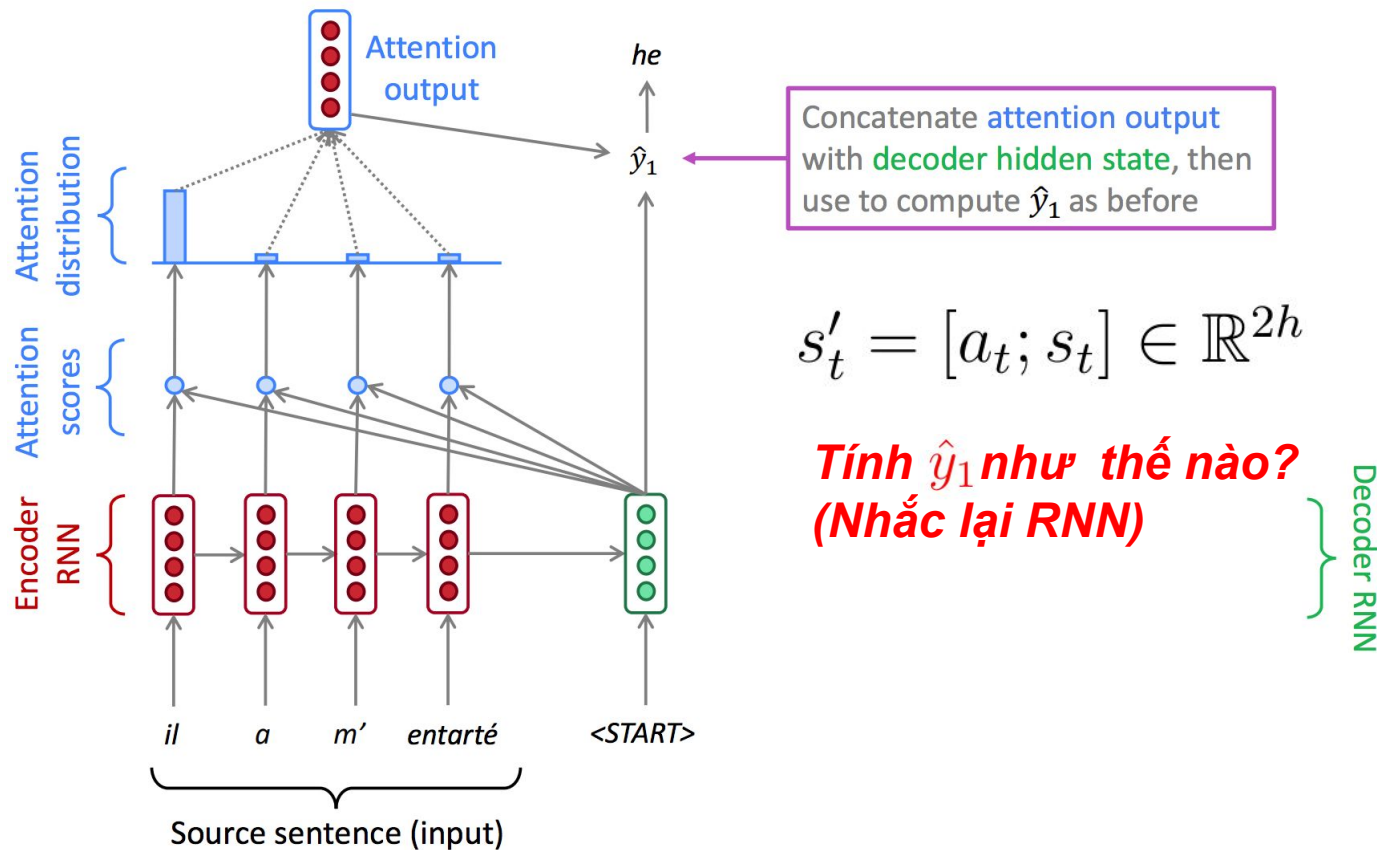 Attention
output
he
Concatenate attention output
with decoder hidden state, then
use to compute ŷ₁ as before
ŷ₁
Attention
distribution
s′ₜ = [aₜ; sₜ] ∈ ℝ²ʰ
Attention
scores
Tính ŷ₁ như thế nào?
(Nhắc lại RNN)
Encoder
RNN
Decoder RNN
il a m’ entarté <START>
Source sentence (input)